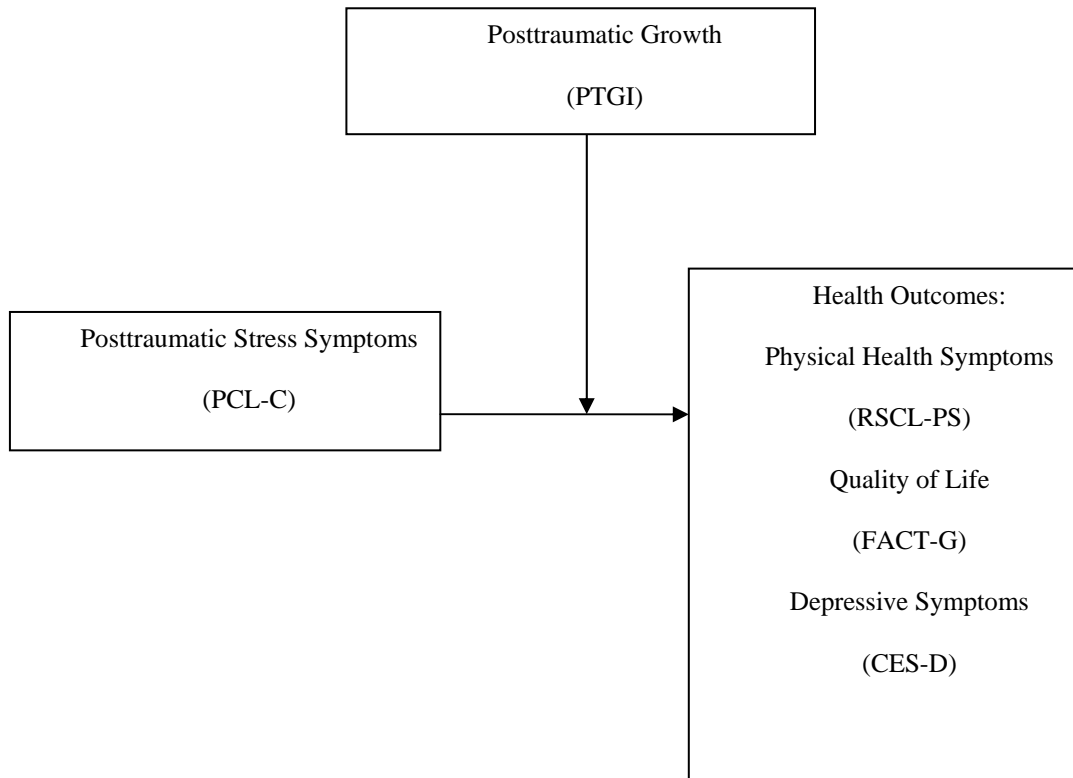 Posttraumatic Growth
(PTGI)
Posttraumatic Stress Symptoms
(PCL-C)
Health Outcomes:
Physical Health Symptoms
(RSCL-PS)
Quality of Life
(FACT-G)
Depressive Symptoms
(CES-D)